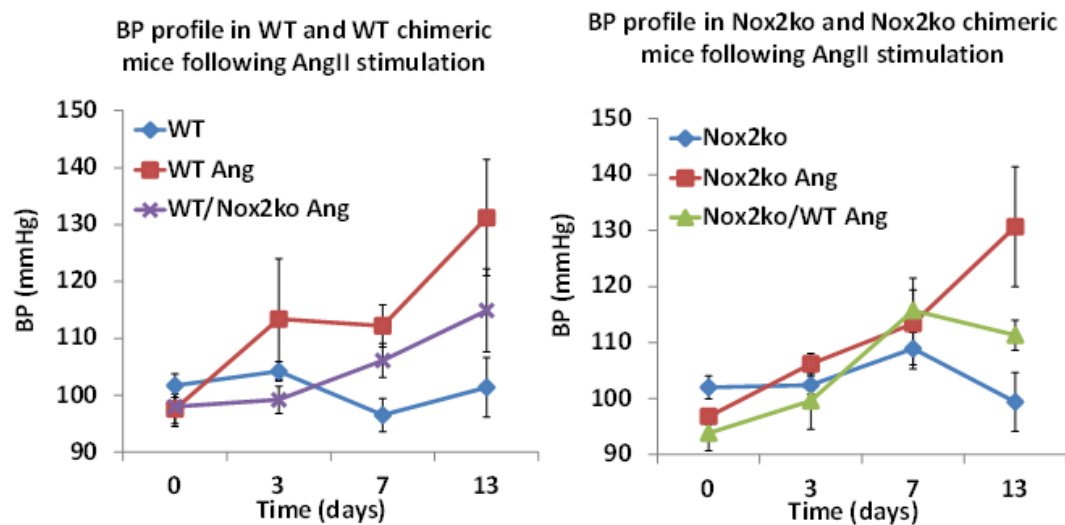 BP profile in WT and WT chimeric
mice following AngII stimulation
150
140
130
120
110
100
90
BP (mmHg)
WT
WT Ang
WT/Nox2ko Ang
0 3 7 13
Time (days)
BP profile in Nox2ko and Nox2ko chimeric
mice following AngII stimulation
150
140
130
120
110
100
90
BP (mmHg)
Nox2ko
Nox2ko Ang
Nox2ko/WT Ang
0 3 7 13
Time (days)